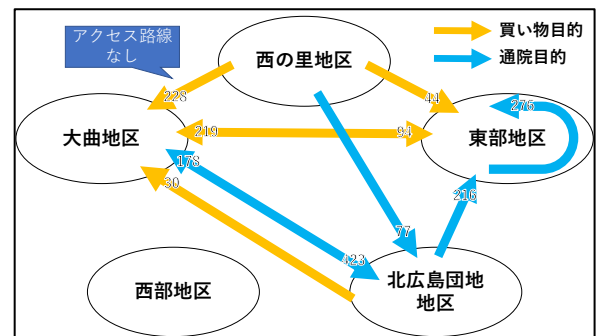 アクセス路線
なし
西の里地区
買い物目的
通院目的
228
44
275
大曲地区
219
94
東部地区
178
30
216
77
423
西部地区
北広島団地
地区